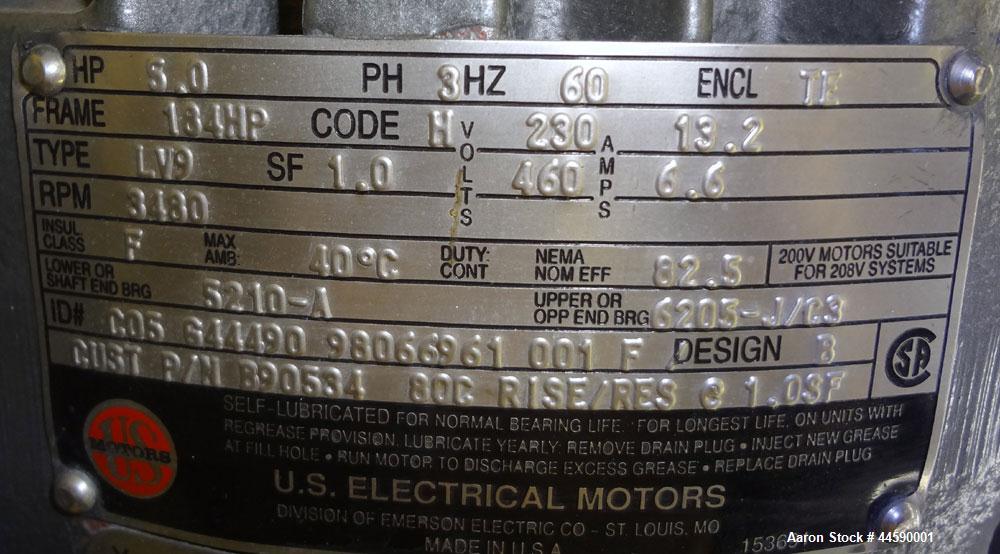 HP 5.0 PH 3 HZ 60 ENCL TE
FRAME 184HP CODE H VOLTS 230 AMPS 13.2
TYPE LV9 SF 1.0 460 6.6
RPM 3480
INSUL CLASS F MAX AMB: 40°C DUTY: CONT NEMA NOM EFF 82.5 200V MOTORS SUITABLE FOR 208V SYSTEMS
LOWER OR SHAFT END BRG 5210-A UPPER OR OPP END BRG 6205-J/C3
ID# C05 G44490 98066961 001 F DESIGN B
CUST P/N B90534 80C RISE/RES @ 1.0SF
SA
SELF-LUBRICATED FOR NORMAL BEARING LIFE. FOR LONGEST LIFE, ON UNITS WITH
REGREASE PROVISION, LUBRICATE YEARLY: REMOVE DRAIN PLUG • INJECT NEW GREASE
AT FILL HOLE • RUN MOTOR TO DISCHARGE EXCESS GREASE • REPLACE DRAIN PLUG
US MOTORS
U.S. ELECTRICAL MOTORS
DIVISION OF EMERSON ELECTRIC CO - ST. LOUIS, MO
MADE IN U.S.A.
Aaron Stock # 44590001